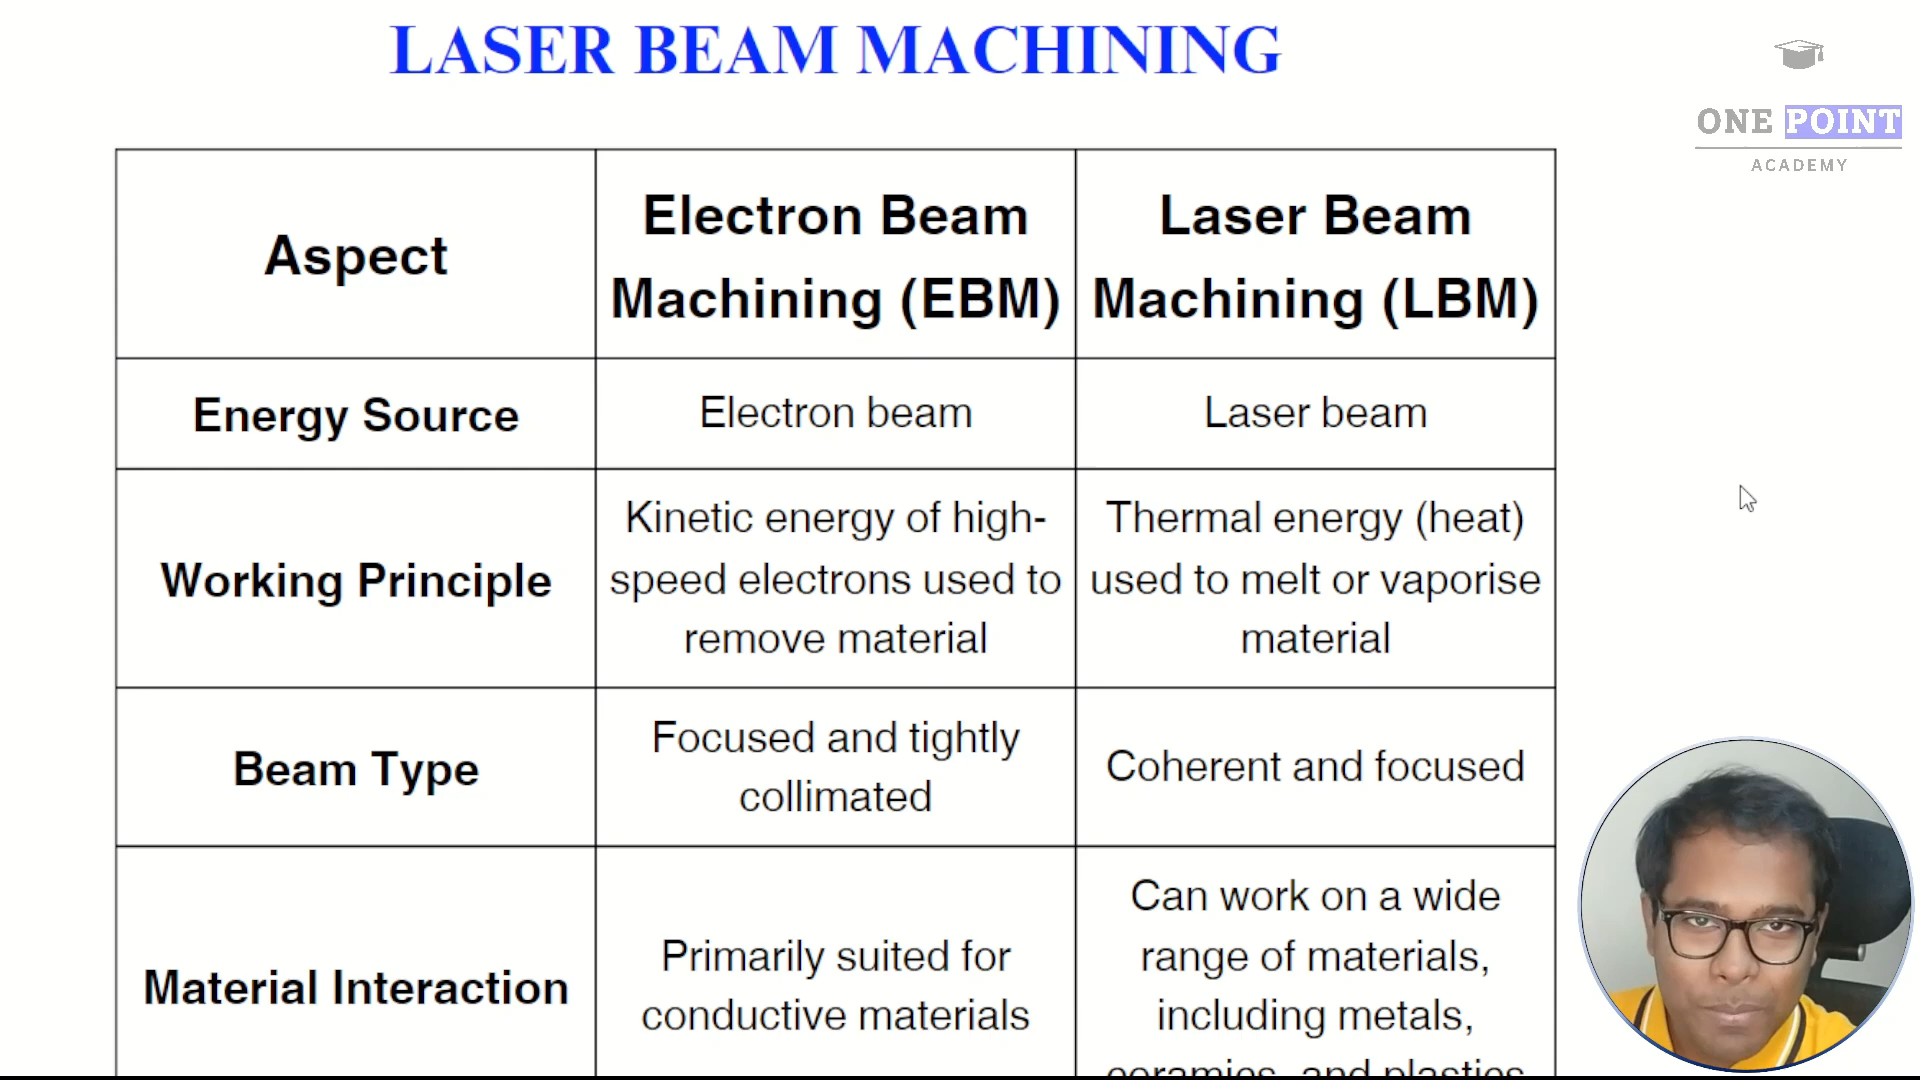 LASER BEAM MACHINING
ONE POINT
ACADEMY
Aspect
Electron Beam
Machining (EBM)
Laser Beam
Machining (LBM)
Energy Source
Electron beam
Laser beam
Working Principle
Kinetic energy of high-
speed electrons used to
remove material
Thermal energy (heat)
used to melt or vaporise
material
Beam Type
Focused and tightly
collimated
Coherent and focused
Material Interaction
Primarily suited for
conductive materials
Can work on a wide
range of materials,
including metals,
ceramics, and plastics